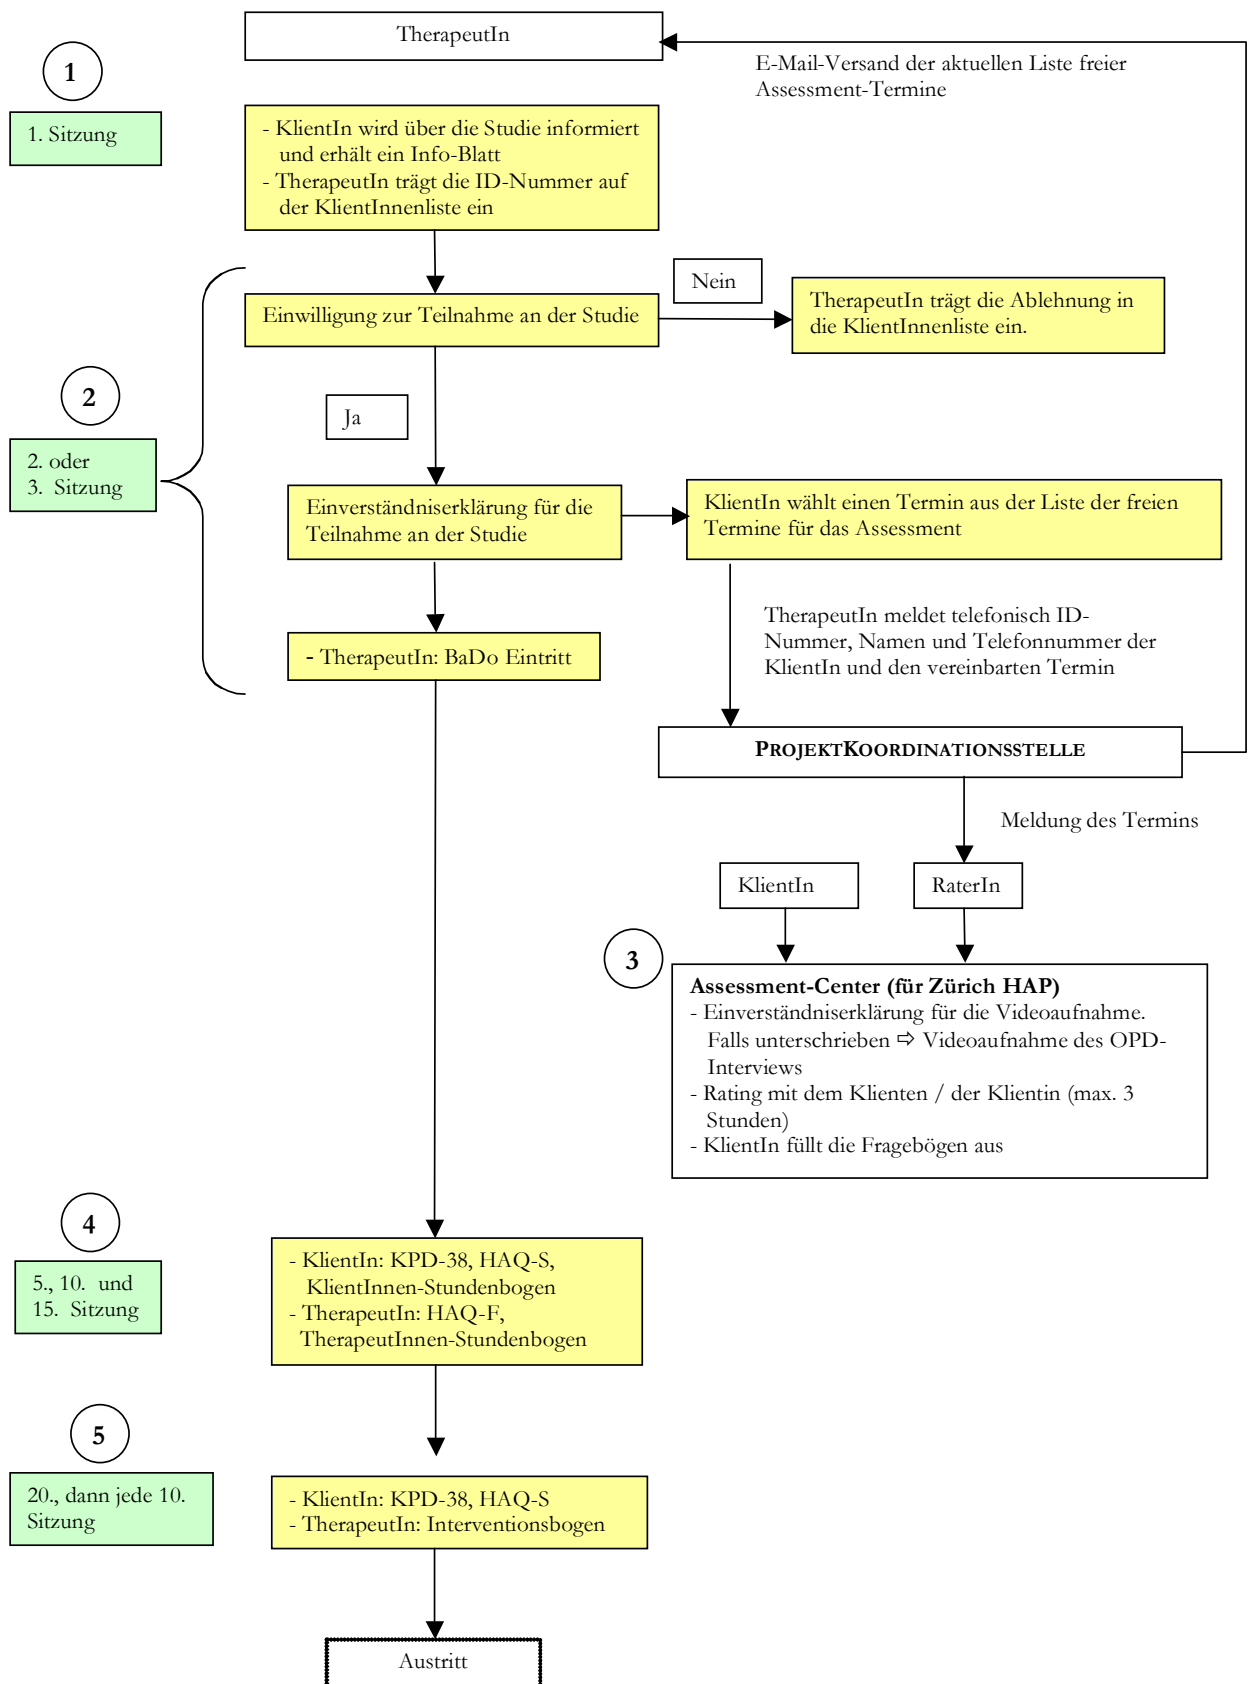 TherapeutIn
E-Mail-Versand der aktuellen Liste freier
Assessment-Termine
1
1. Sitzung
- KlientIn wird über die Studie informiert
und erhält ein Info-Blatt
- TherapeutIn trägt die ID-Nummer auf
der KlientInnenliste ein
Nein
Einwilligung zur Teilnahme an der Studie
TherapeutIn trägt die Ablehnung in
die KlientInnenliste ein.
2
Ja
2. oder
3. Sitzung
Einverständniserklärung für die
Teilnahme an der Studie
KlientIn wählt einen Termin aus der Liste der freien
Termine für das Assessment
TherapeutIn meldet telefonisch ID-
Nummer, Namen und Telefonnummer der
KlientIn und den vereinbarten Termin
- TherapeutIn: BaDo Eintritt
PROJEKTKOORDINATIONSSTELLE
Meldung des Termins
KlientIn
RaterIn
3
Assessment-Center (für Zürich HAP)
- Einverständniserklärung für die Videoaufnahme.
Falls unterschrieben ⇨ Videoaufnahme des OPD-
Interviews
- Rating mit dem Klienten / der Klientin (max. 3
Stunden)
- KlientIn füllt die Fragebögen aus
4
5., 10. und
15. Sitzung
- KlientIn: KPD-38, HAQ-S,
KlientInnen-Stundenbogen
- TherapeutIn: HAQ-F,
TherapeutInnen-Stundenbogen
5
20., dann jede 10.
Sitzung
- KlientIn: KPD-38, HAQ-S
- TherapeutIn: Interventionsbogen
Austritt